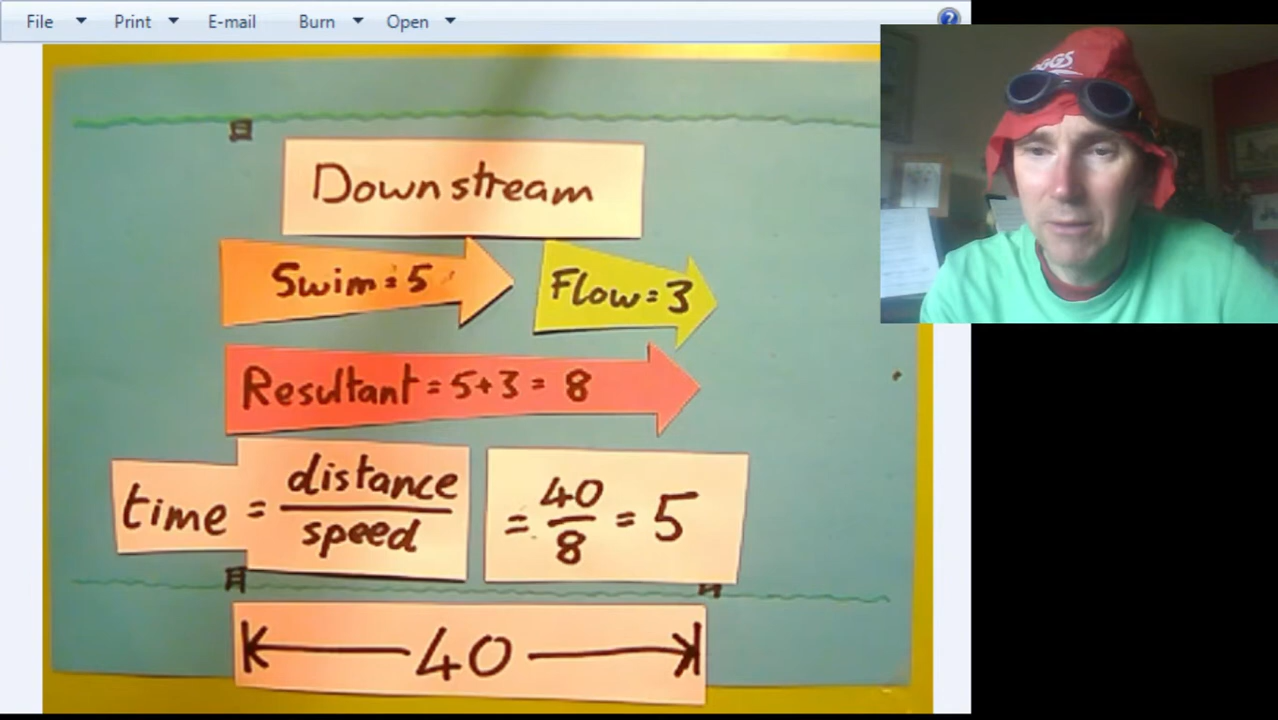 File Print E-mail Burn Open
Downstream
Swim = 5
Flow = 3
Resultant = 5+3 = 8
time = distance/speed = 40/8 = 5
40